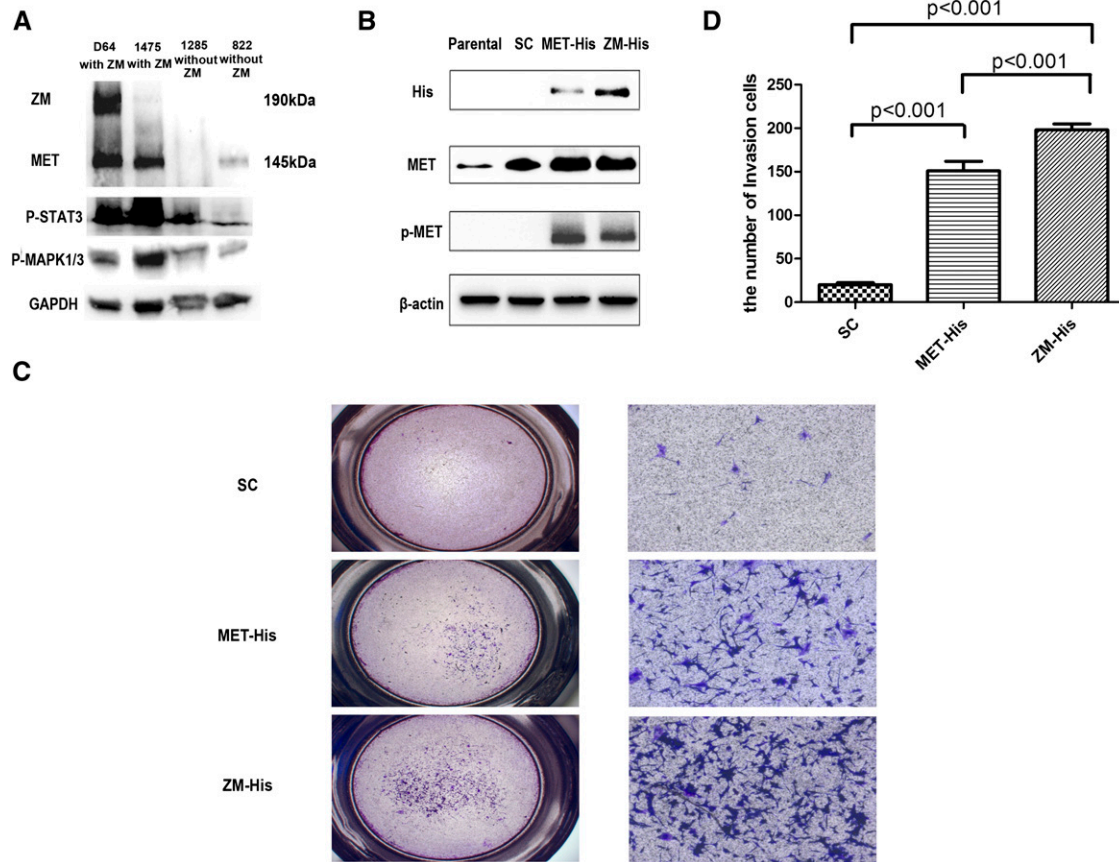 A
D64 1475 1285 822
with ZM with ZM without without
ZM ZM
ZM 190kDa
MET 145kDa
P-STAT3
P-MAPK1/3
GAPDH
B
Parental SC MET-His ZM-His
His
MET
p-MET
β-actin
D
p<0.001
p<0.001
p<0.001
the number of Invasion cells
250
200
150
100
50
0
SC
MET-His
ZM-His
C
SC
MET-His
ZM-His